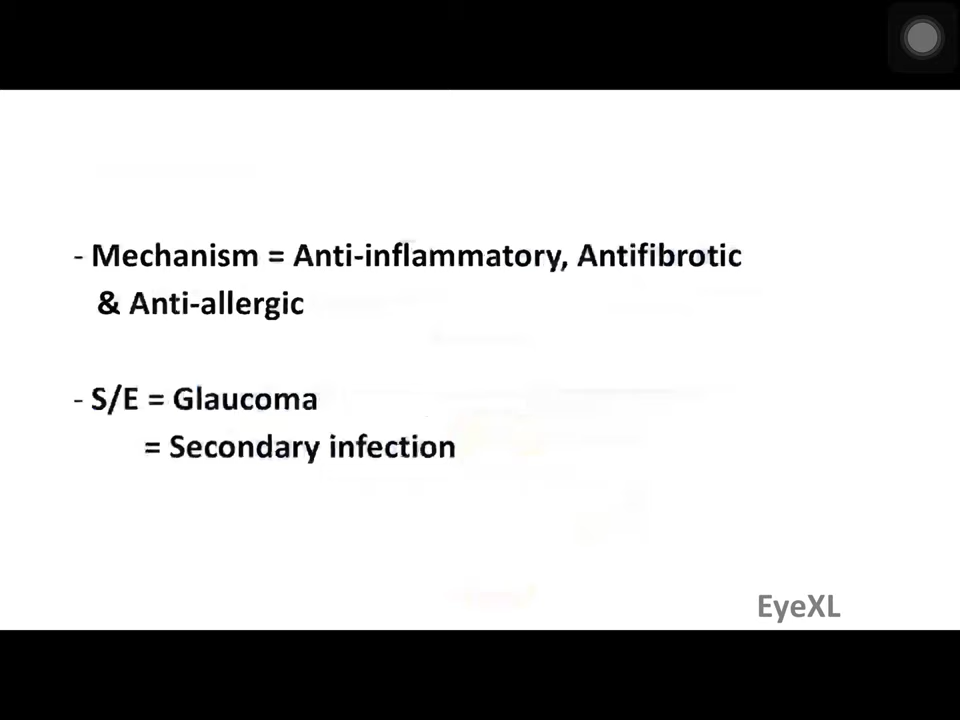 - Mechanism = Anti-inflammatory, Antifibrotic
& Anti-allergic
- S/E = Glaucoma
= Secondary infection
EyeXL